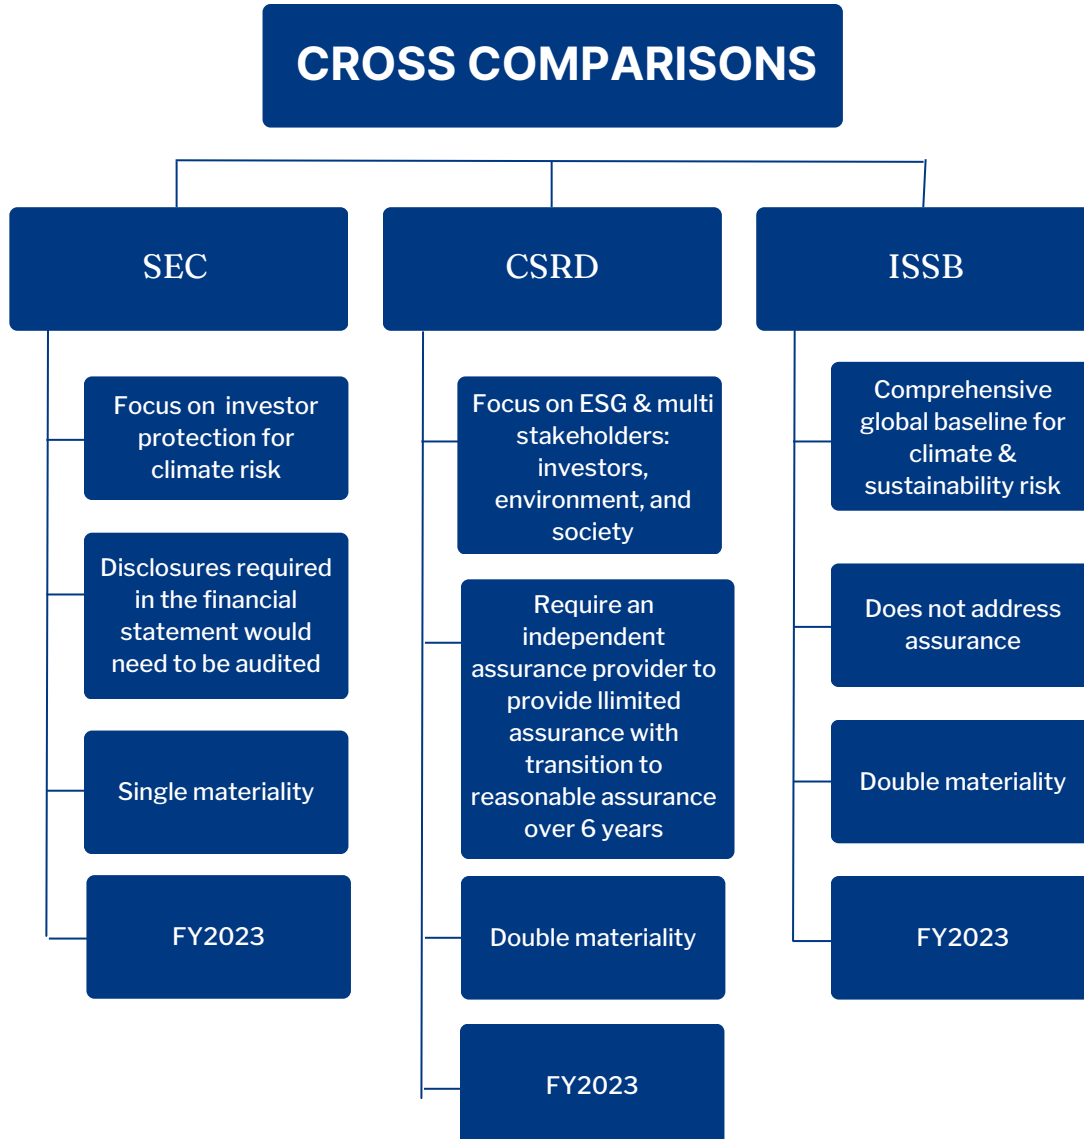 CROSS COMPARISONS
SEC
Focus on  investor
protection for
climate risk
Disclosures required
in the financial
statement would
need to be audited
Single materiality
FY2023
CSRD
Focus on ESG & multi
stakeholders:
investors,
environment, and
society
Require an
independent
assurance provider to
provide llimited
assurance with
transition to
reasonable assurance
over 6 years
Double materiality
FY2023
ISSB
Comprehensive
global baseline for
climate &
sustainability risk
Does not address
assurance
Double materiality
FY2023